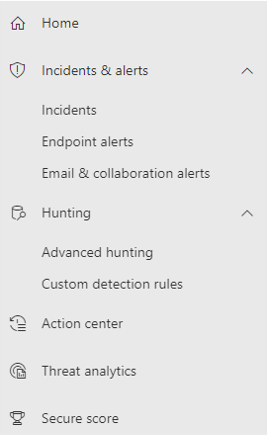 Home
Incidents & alerts
Incidents
Endpoint alerts
Email & collaboration alerts
Hunting
Advanced hunting
Custom detection rules
Action center
Threat analytics
Secure score